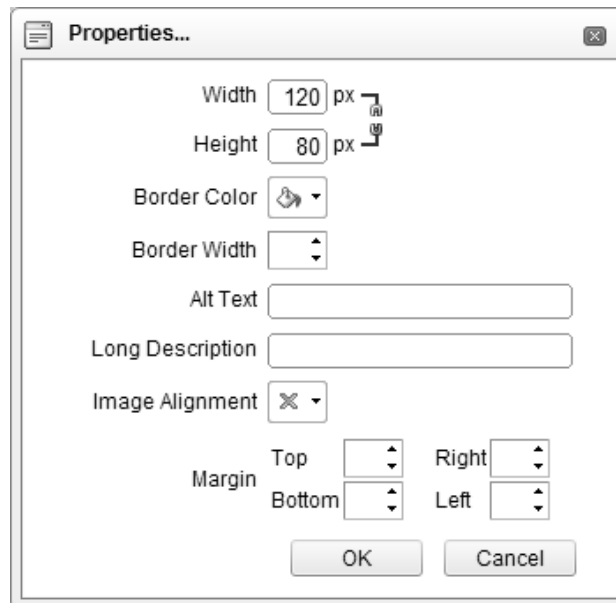 Properties...
Width 120 px
Height 80 px
Border Color
Border Width
Alt Text
Long Description
Image Alignment
Margin
Top Right
Bottom Left
OK Cancel